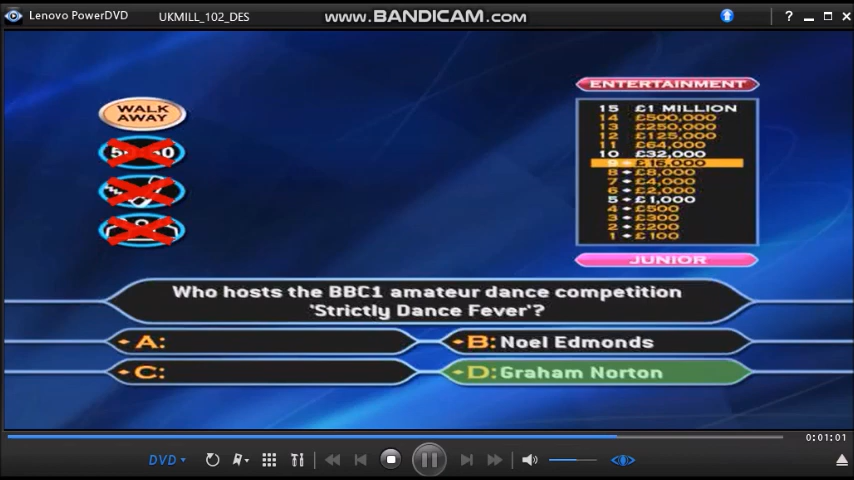 Lenovo PowerDVD
UKMILL_102_DES
www.BANDICAM.com
?
WALK
AWAY
ENTERTAINMENT
15 £1 MILLION
14 £500,000
13 £250,000
12 £125,000
11 £64,000
10 £32,000
9 £16,000
8 £8,000
7 £4,000
6 £2,000
5 £1,000
4 £500
3 £300
2 £200
1 £100
JUNIOR
Who hosts the BBC1 amateur dance competition
'Strictly Dance Fever'?
A:
B: Noel Edmonds
C:
D: Graham Norton
0:01:01
DVD